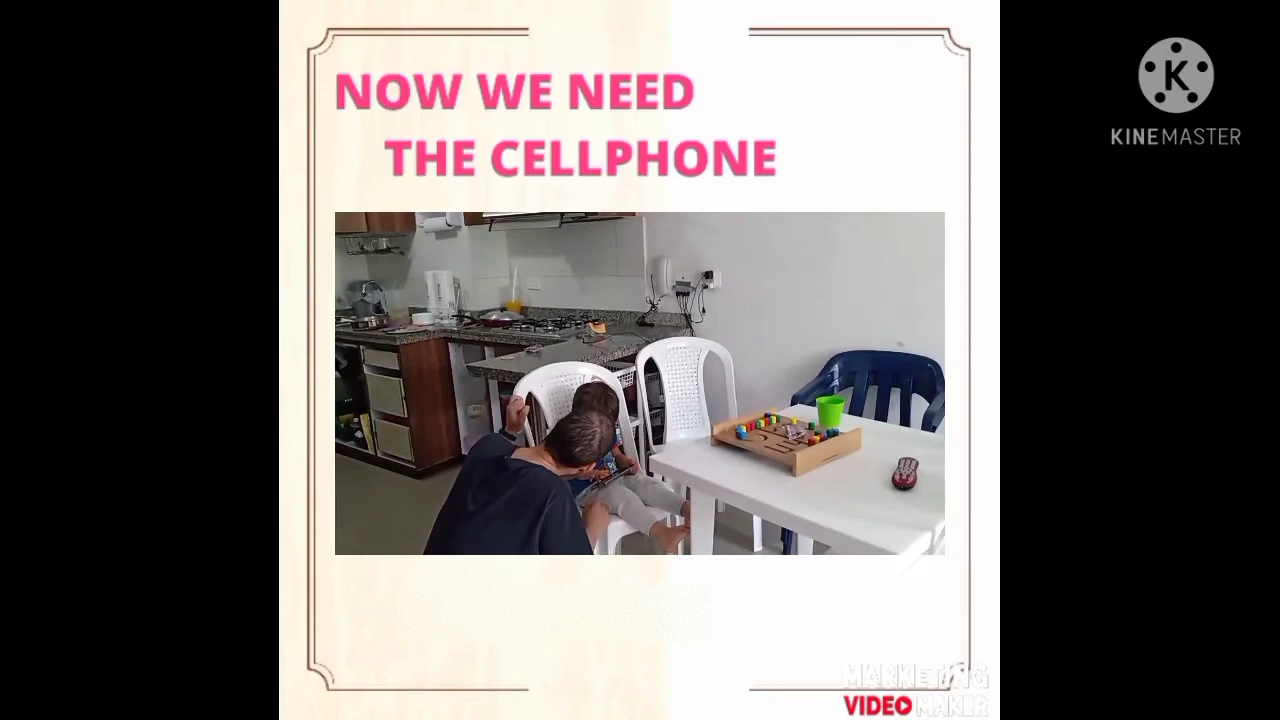 NOW WE NEED
THE CELLPHONE
KINEMASTER
MARKETING
VIDEO MAKER